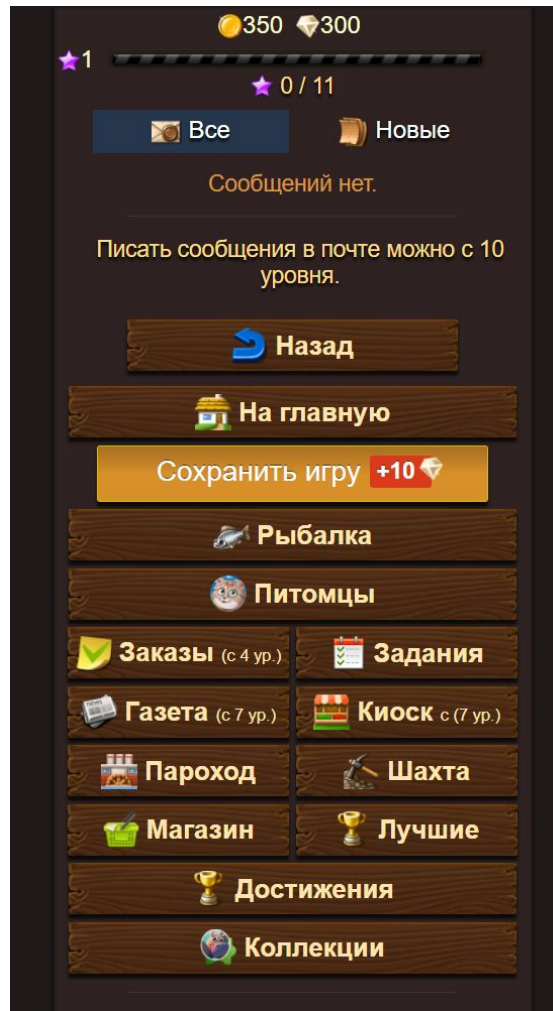 350 300
1
0 / 11
Все Новые
Сообщений нет.
Писать сообщения в почте можно с 10
уровня.
Назад
На главную
Сохранить игру +10
Рыбалка
Питомцы
Заказы (с 4 ур.) Задания
Газета (с 7 ур.) Киоск с (7 ур.)
Пароход Шахта
Магазин Лучшие
Достижения
Коллекции